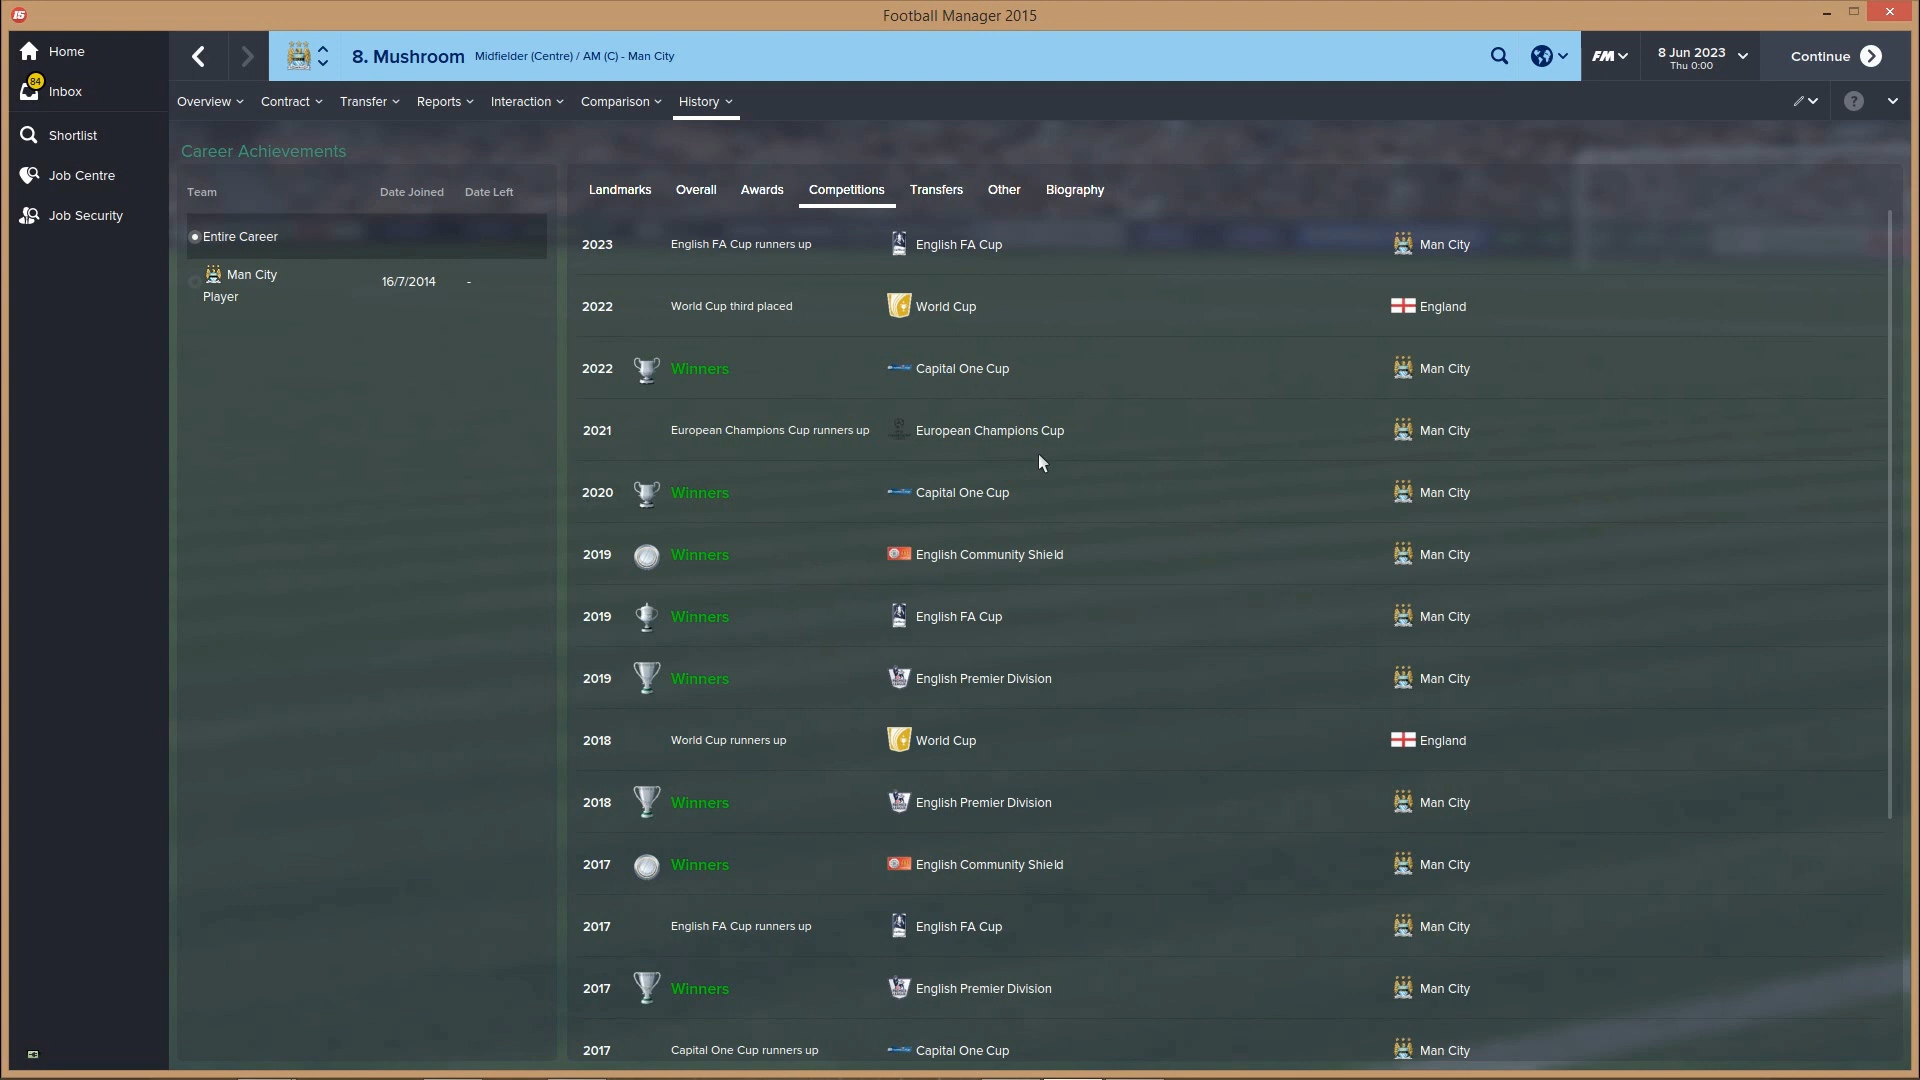 Football Manager 2015
Home
84
Inbox
Shortlist
Job Centre
Job Security
8. Mushroom Midfielder (Centre) / AM (C) - Man City
FM
8 Jun 2023
Thu 0:00
Continue
Overview Contract Transfer Reports Interaction Comparison History
?
Career Achievements
Team Date Joined Date Left
Entire Career
Man City
Player
16/7/2014 -
Landmarks Overall Awards Competitions Transfers Other Biography
2023 English FA Cup runners up English FA Cup Man City
2022 World Cup third placed World Cup England
2022 Winners Capital One Cup Man City
2021 European Champions Cup runners up European Champions Cup Man City
2020 Winners Capital One Cup Man City
2019 Winners English Community Shield Man City
2019 Winners English FA Cup Man City
2019 Winners English Premier Division Man City
2018 World Cup runners up World Cup England
2018 Winners English Premier Division Man City
2017 Winners English Community Shield Man City
2017 English FA Cup runners up English FA Cup Man City
2017 Winners English Premier Division Man City
2017 Capital One Cup runners up Capital One Cup Man City